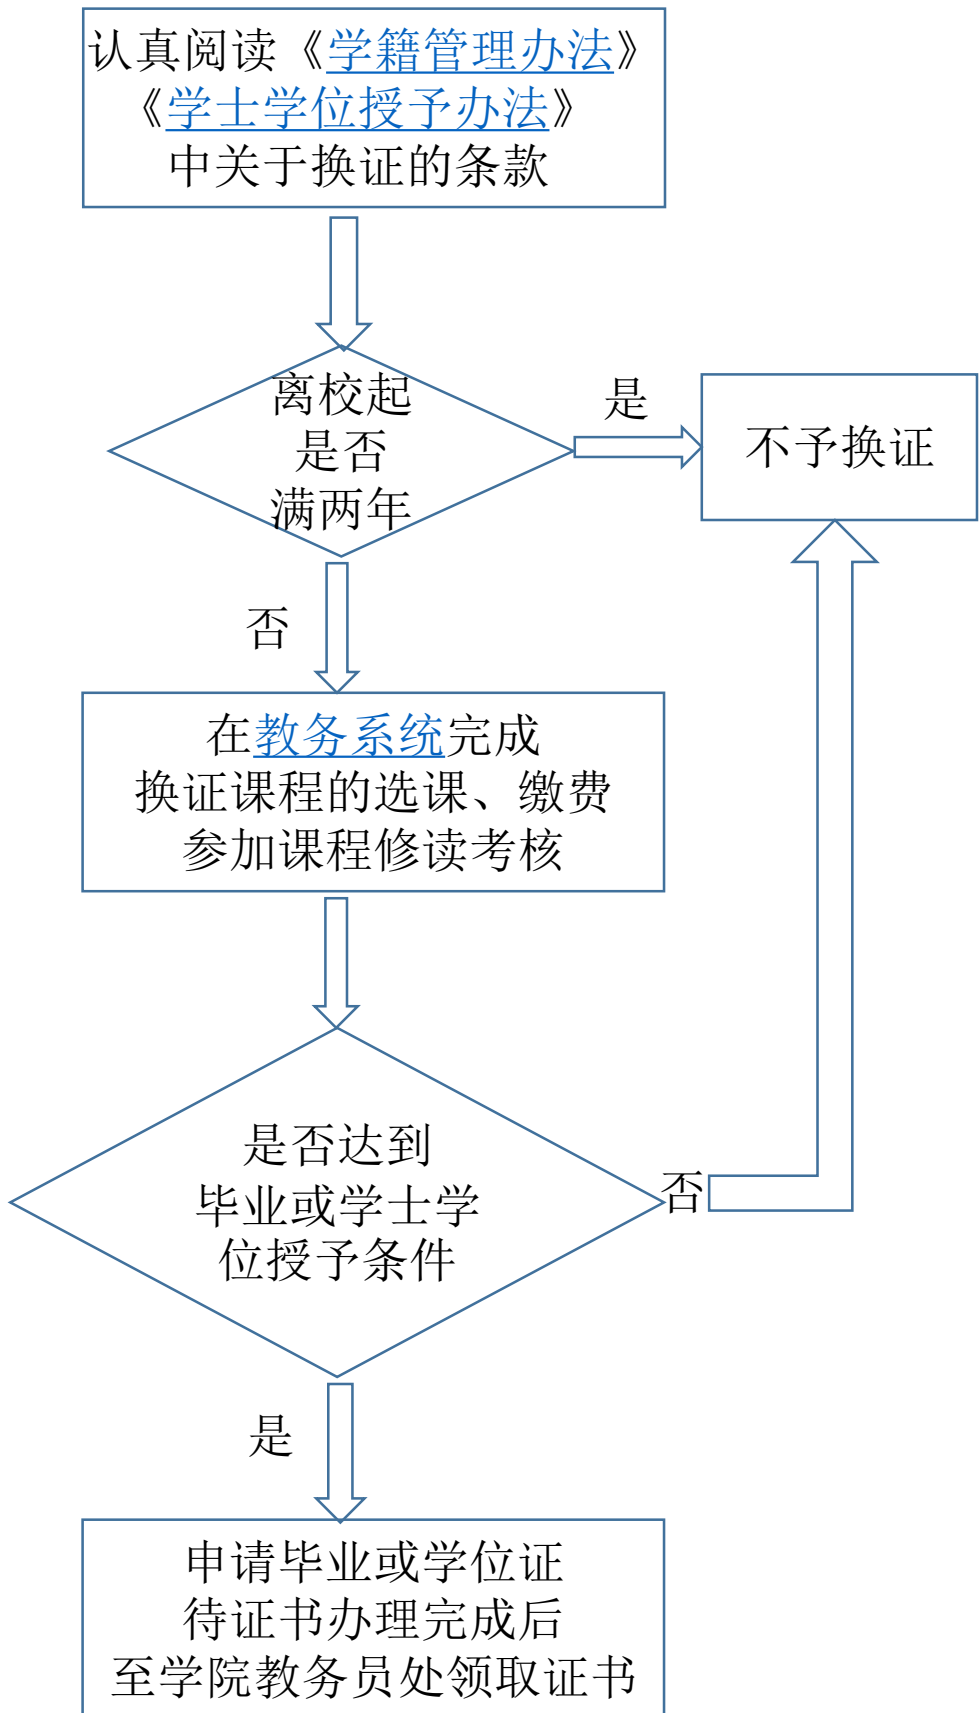 认真阅读《学籍管理办法》
《学士学位授予办法》
中关于换证的条款
离校起
是否
满两年
是
不予换证
否
在教务系统完成
换证课程的选课、缴费
参加课程修读考核
是否达到
毕业或学士学
位授予条件
否
是
申请毕业或学位证
待证书办理完成后
至学院教务员处领取证书